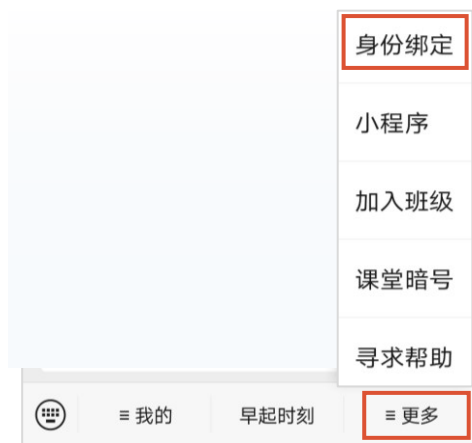 身份绑定
小程序
加入班级
课堂暗号
寻求帮助
≡ 我的 早起时刻 ≡ 更多